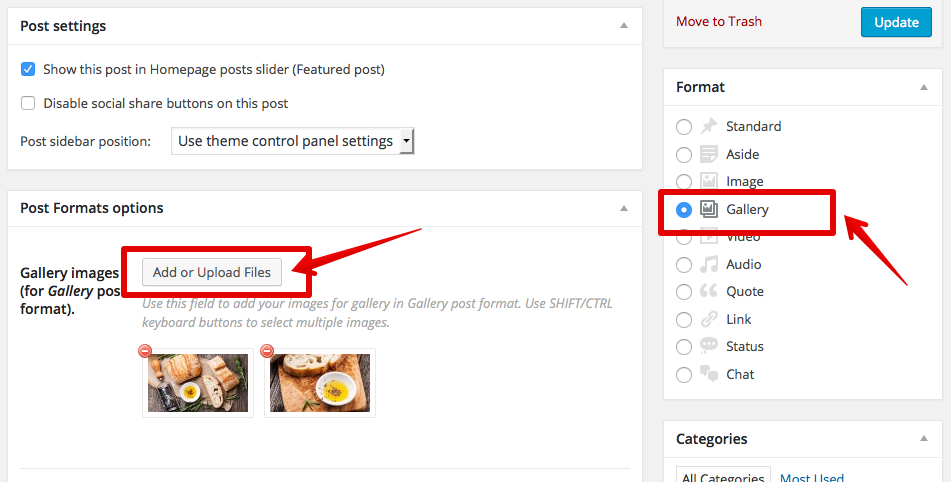 Post settings
Show this post in Homepage posts slider (Featured post)
Disable social share buttons on this post
Post sidebar position:
Use theme control panel settings
Post Formats options
Gallery images
(for Gallery pos
format).
Add or Upload Files
Use this field to add your images for gallery in Gallery post format. Use SHIFT/CTRL
keyboard buttons to select multiple images.
Move to Trash
Update
Format
Standard
Aside
Image
Gallery
Video
Audio
Quote
Link
Status
Chat
Categories
All Categories
Most Used